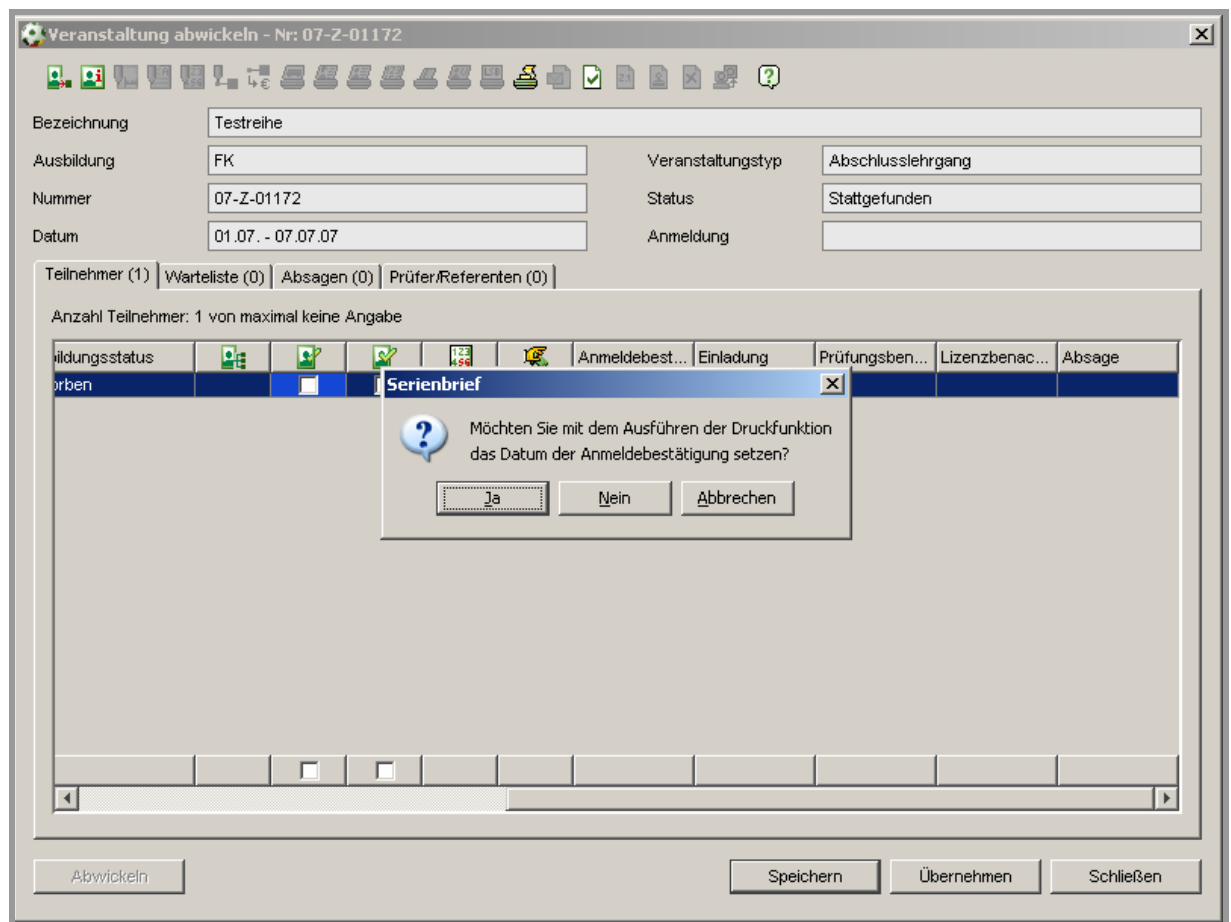 Veranstaltung abwickeln - Nr: 07-Z-01172
Bezeichnung Testreihe
Ausbildung FK Veranstaltungstyp Abschlusslehrgang
Nummer 07-Z-01172 Status Stattgefunden
Datum 01.07. - 07.07.07 Anmeldung
Teilnehmer (1) Warteliste (0) Absagen (0) Prüfer/Referenten (0)
Anzahl Teilnehmer: 1 von maximal keine Angabe
ildungsstatus 123 456 Anmeldebest... Einladung Prüfungsben... Lizenzbenac... Absage
orben
Serienbrief
Möchten Sie mit dem Ausführen der Druckfunktion
das Datum der Anmeldebestätigung setzen?
Ja Nein Abbrechen
Abwickeln Speichern Übernehmen Schließen